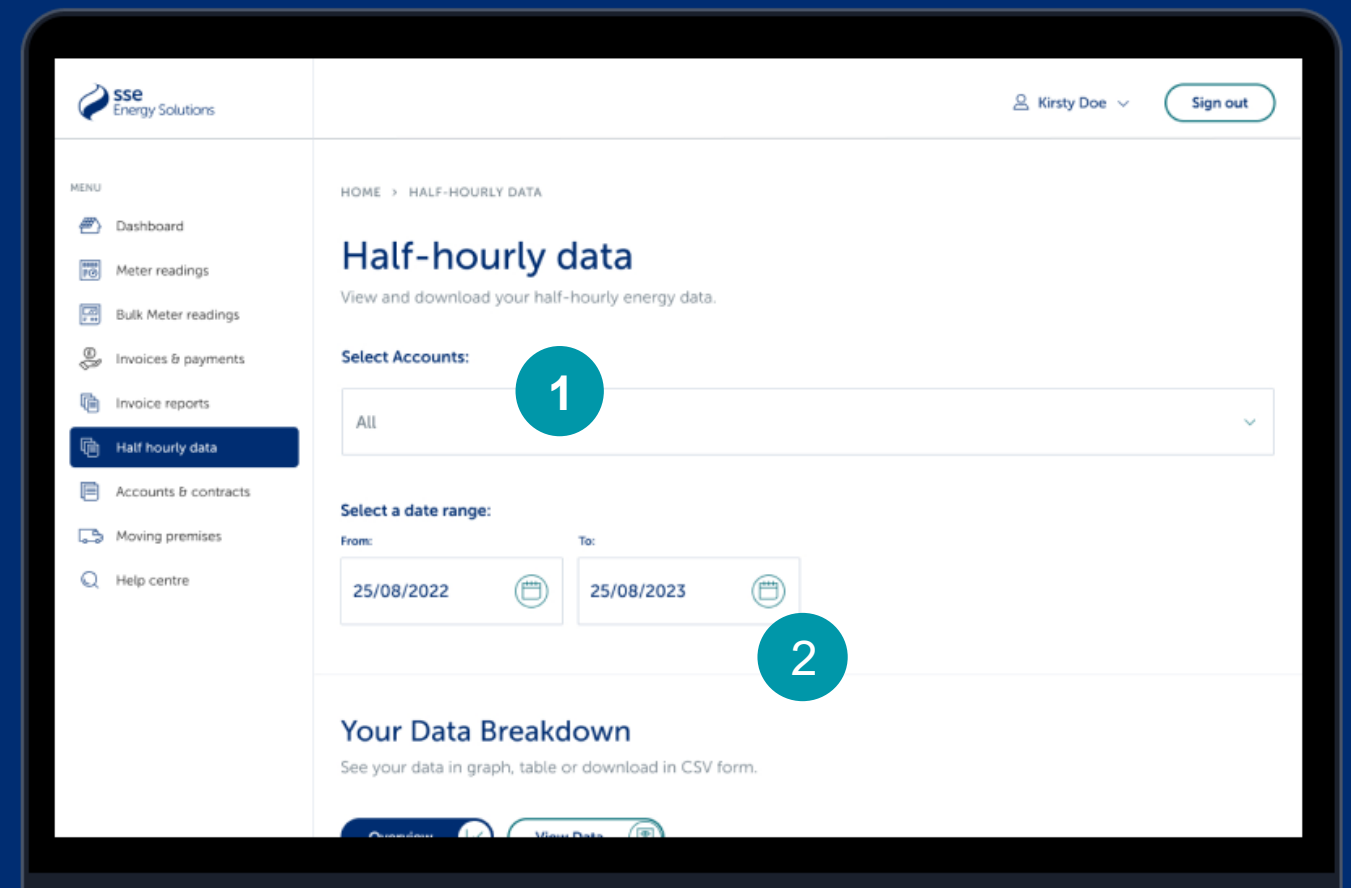 sse
Energy Solutions
Kirsty Doe
Sign out
MENU
Dashboard
Meter readings
Bulk Meter readings
Invoices & payments
Invoice reports
Half hourly data
Accounts & contracts
Moving premises
Help centre
HOME > HALF-HOURLY DATA
Half-hourly data
View and download your half-hourly energy data.
Select Accounts:
1
All
Select a date range:
From: To:
25/08/2022 25/08/2023
2
Your Data Breakdown
See your data in graph, table or download in CSV form.
Overview View Data